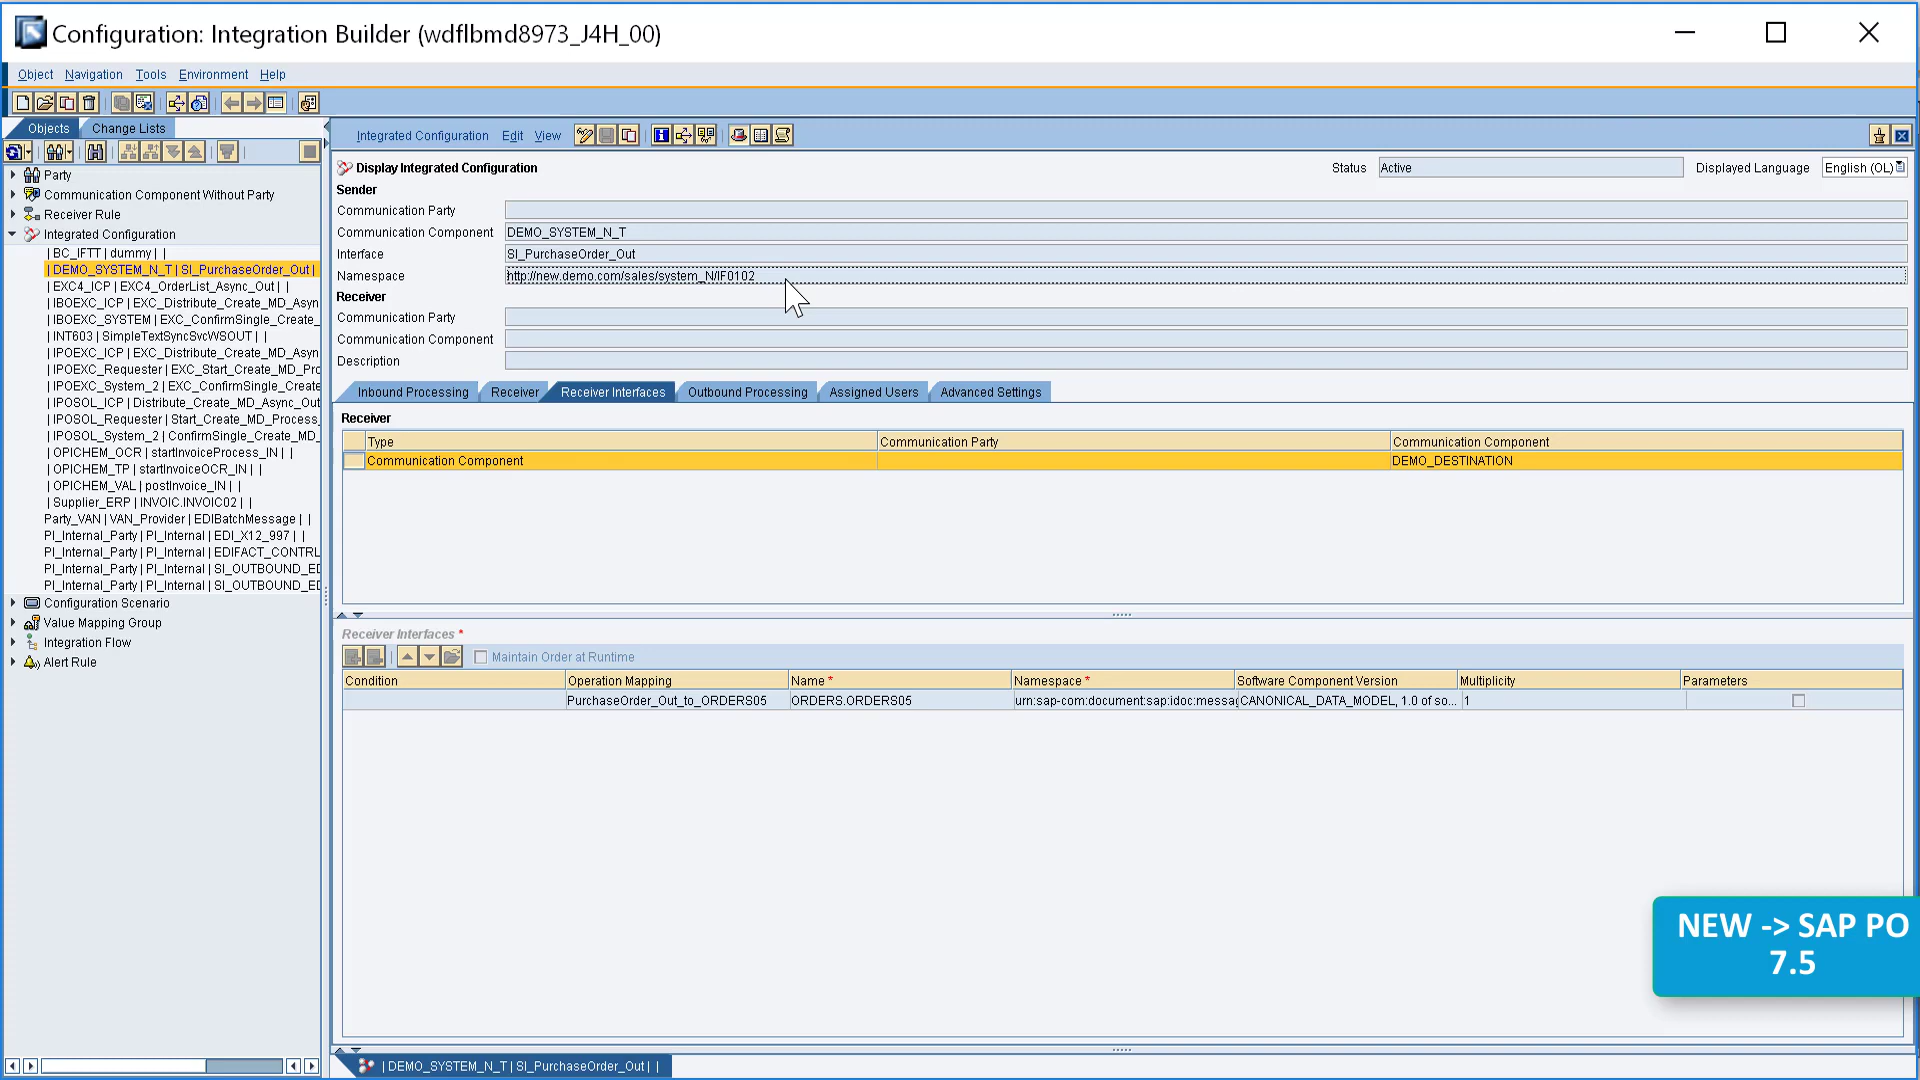 Configuration: Integration Builder (wdflbmd8973_J4H_00)
Object Navigation Tools Environment Help
Objects Change Lists
Party
Communication Component Without Party
Receiver Rule
Integrated Configuration
| BC_IFTT | dummy | |
| DEMO_SYSTEM_N_T | SI_PurchaseOrder_Out |
| EXC4_ICP | EXC4_OrderList_Async_Out | |
| IBOEXC_ICP | EXC_Distribute_Create_MD_Asyn
| IBOEXC_SYSTEM | EXC_ConfirmSingle_Create_
| INT603 | SimpleTextSyncSvcWSOUT | |
| IPOEXC_ICP | EXC_Distribute_Create_MD_Asyn
| IPOEXC_Requester | EXC_Start_Create_MD_Pro
| IPOEXC_System_2 | EXC_ConfirmSingle_Create
| IPOSOL_ICP | Distribute_Create_MD_Async_Out
| IPOSOL_Requester | Start_Create_MD_Process_
| IPOSOL_System_2 | ConfirmSingle_Create_MD_
| OPICHEM_OCR | startInvoiceProcess_IN | |
| OPICHEM_TP | startInvoiceOCR_IN | |
| OPICHEM_VAL | postInvoice_IN | |
| Supplier_ERP | INVOIC.INVOIC02 | |
Party_VAN | VAN_Provider | EDIBatchMessage | |
PI_Internal_Party | PI_Internal | EDI_X12_997 | |
PI_Internal_Party | PI_Internal | EDIFACT_CONTRL
PI_Internal_Party | PI_Internal | SI_OUTBOUND_ED
PI_Internal_Party | PI_Internal | SI_OUTBOUND_ED
Configuration Scenario
Value Mapping Group
Integration Flow
Alert Rule
Integrated Configuration Edit View
Display Integrated Configuration Status Active Displayed Language English (OL)
Sender
Communication Party
Communication Component DEMO_SYSTEM_N_T
Interface SI_PurchaseOrder_Out
Namespace http://new.demo.com/sales/system_N/IF0102
Receiver
Communication Party
Communication Component
Description
Inbound Processing Receiver Receiver Interfaces Outbound Processing Assigned Users Advanced Settings
Receiver
Type Communication Party Communication Component
Communication Component DEMO_DESTINATION
Receiver Interfaces *
Maintain Order at Runtime
Condition Operation Mapping Name * Namespace * Software Component Version Multiplicity Parameters
PurchaseOrder_Out_to_ORDERS05 ORDERS.ORDERS05 urn:sap-com:document:sap:idoc:messag CANONICAL_DATA_MODEL, 1.0 of so... 1
NEW -> SAP PO
7.5
| DEMO_SYSTEM_N_T | SI_PurchaseOrder_Out | |